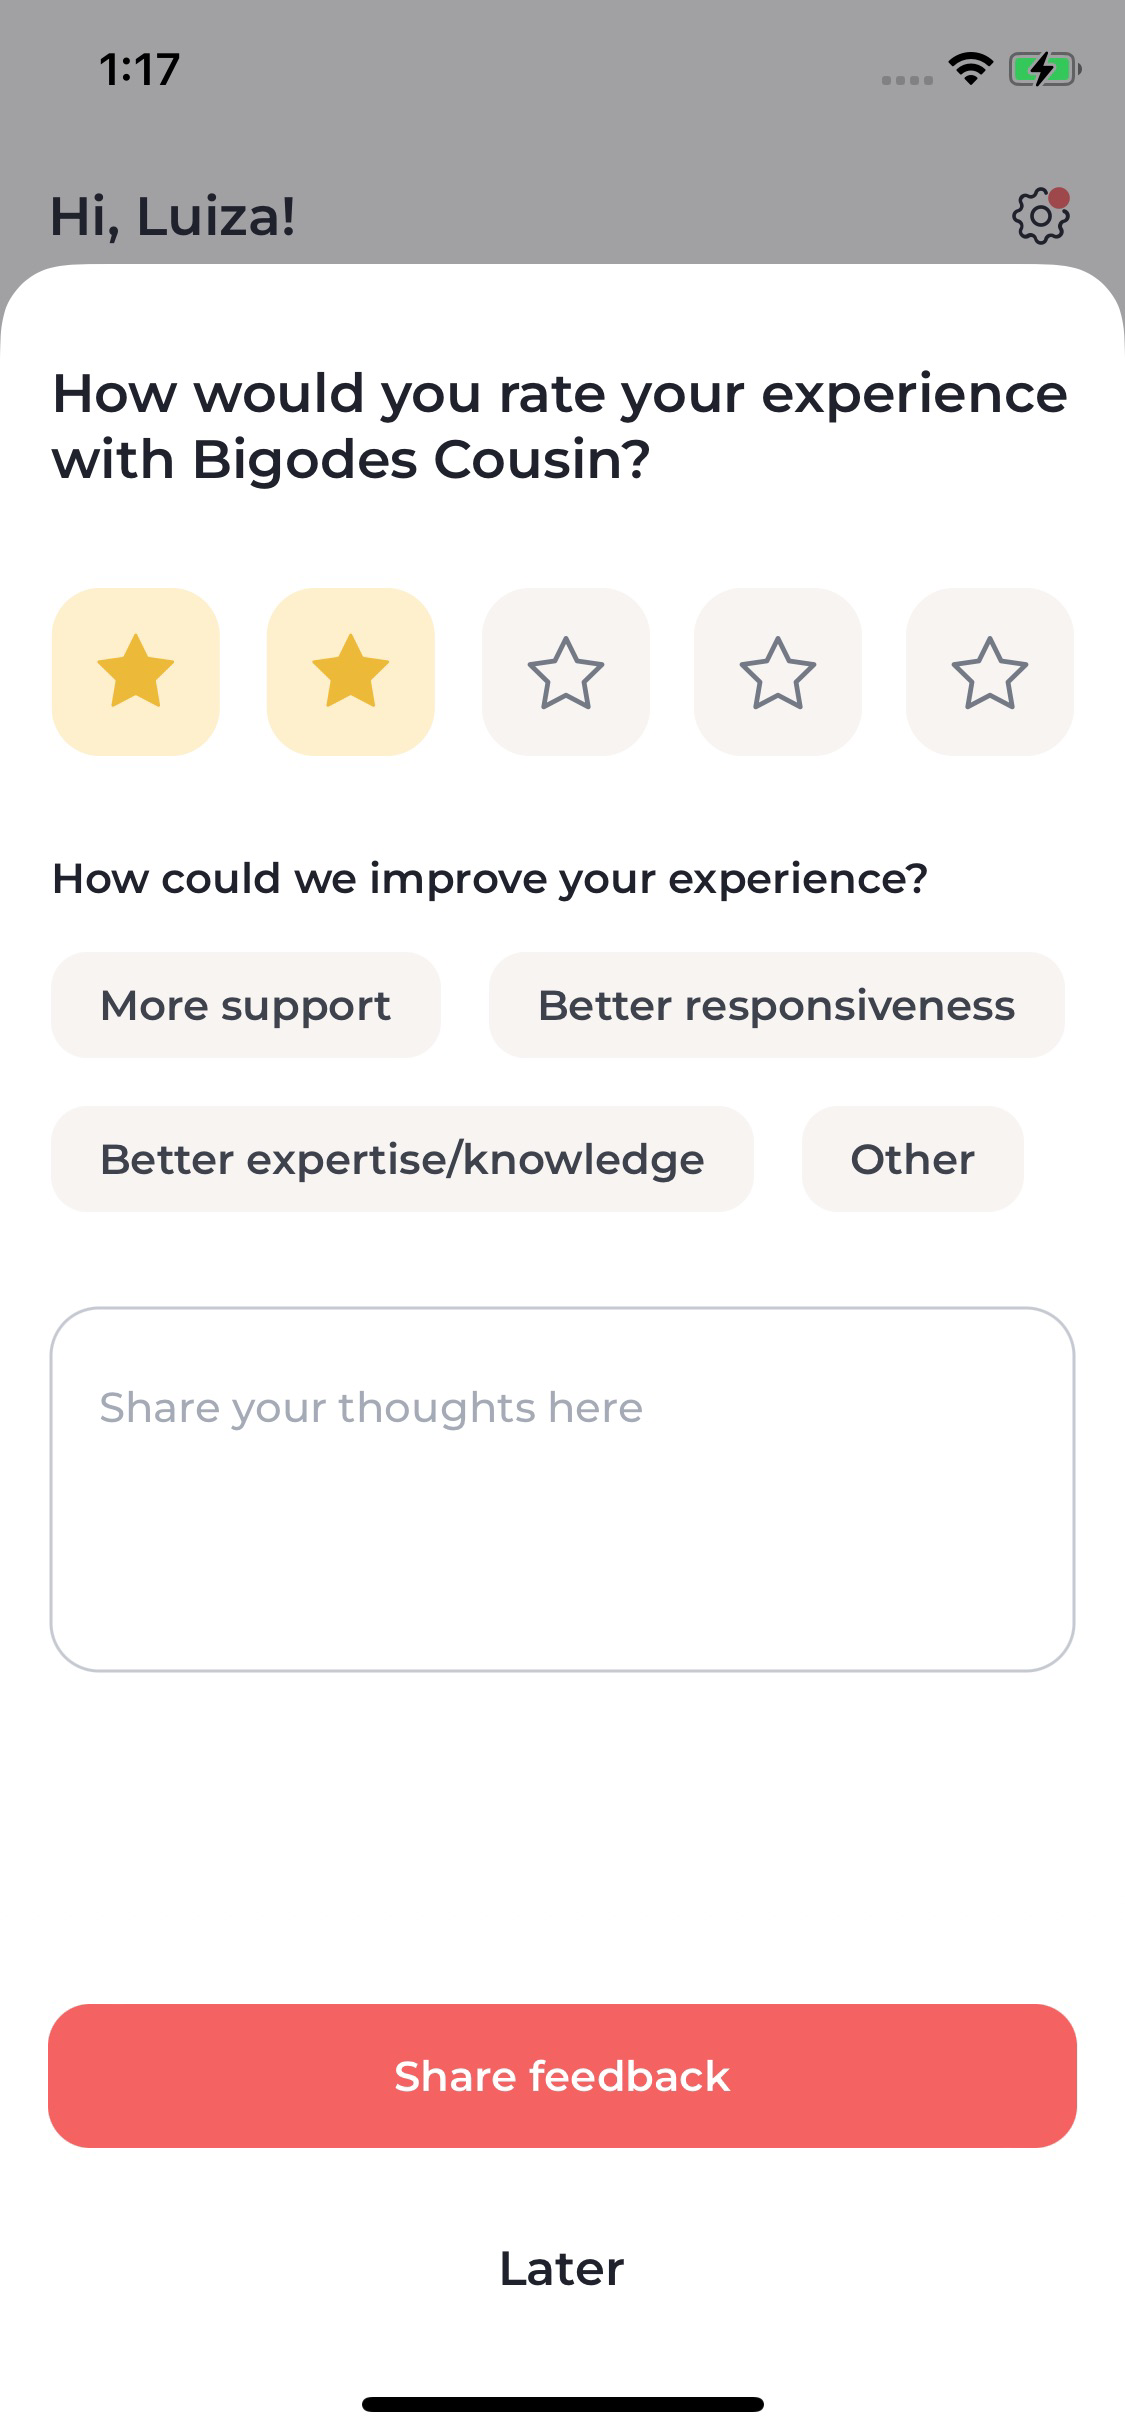 1:17
Hi, Luiza!
How would you rate your experience
with Bigodes Cousin?
How could we improve your experience?
More support
Better responsiveness
Better expertise/knowledge
Other
Share your thoughts here
Share feedback
Later